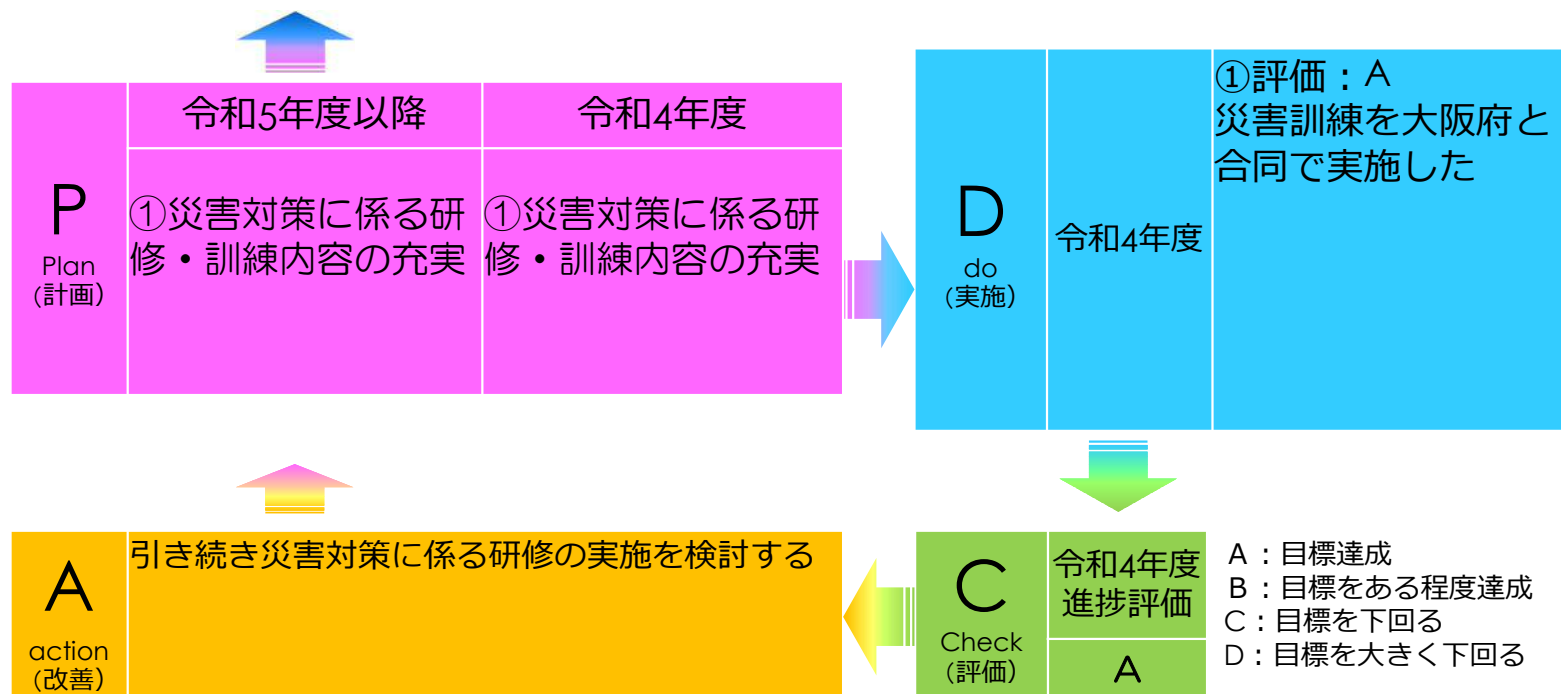 P
Plan
(計画)
令和5年度以降
①災害対策に係る研
修・訓練内容の充実
令和4年度
①災害対策に係る研
修・訓練内容の充実
D
do
(実施)
令和4年度
①評価：A
災害訓練を大阪府と
合同で実施した
C
Check
(評価)
令和4年度
進捗評価
A
A：目標達成
B：目標をある程度達成
C：目標を下回る
D：目標を大きく下回る
A
action
(改善)
引き続き災害対策に係る研修の実施を検討する